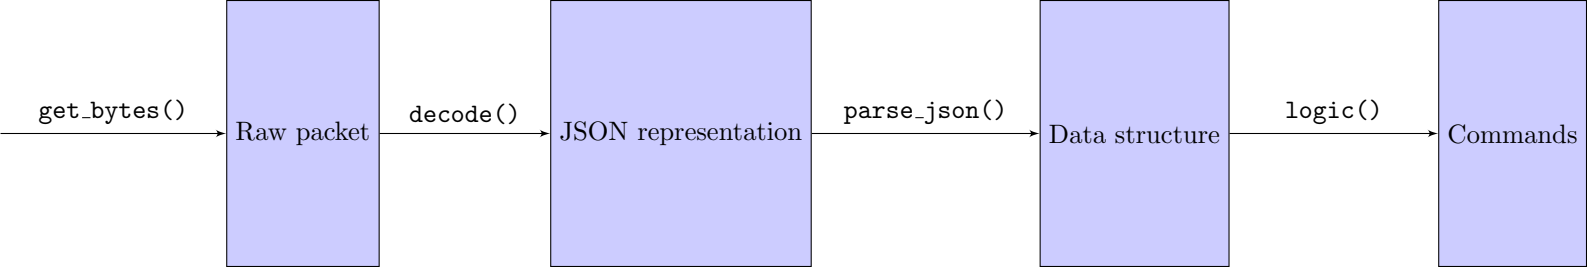 get_bytes()
Raw packet
decode()
JSON representation
parse_json()
Data structure
logic()
Commands